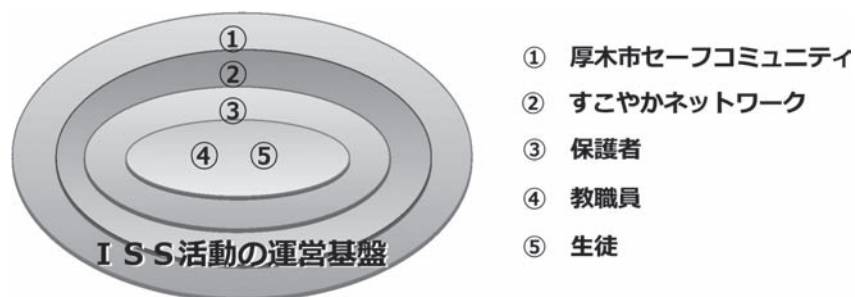 ①
②
③
④ ⑤
ＩＳＳ活動の運営基盤
① 厚木市セーフコミュニティ
② すこやかネットワーク
③ 保護者
④ 教職員
⑤ 生徒